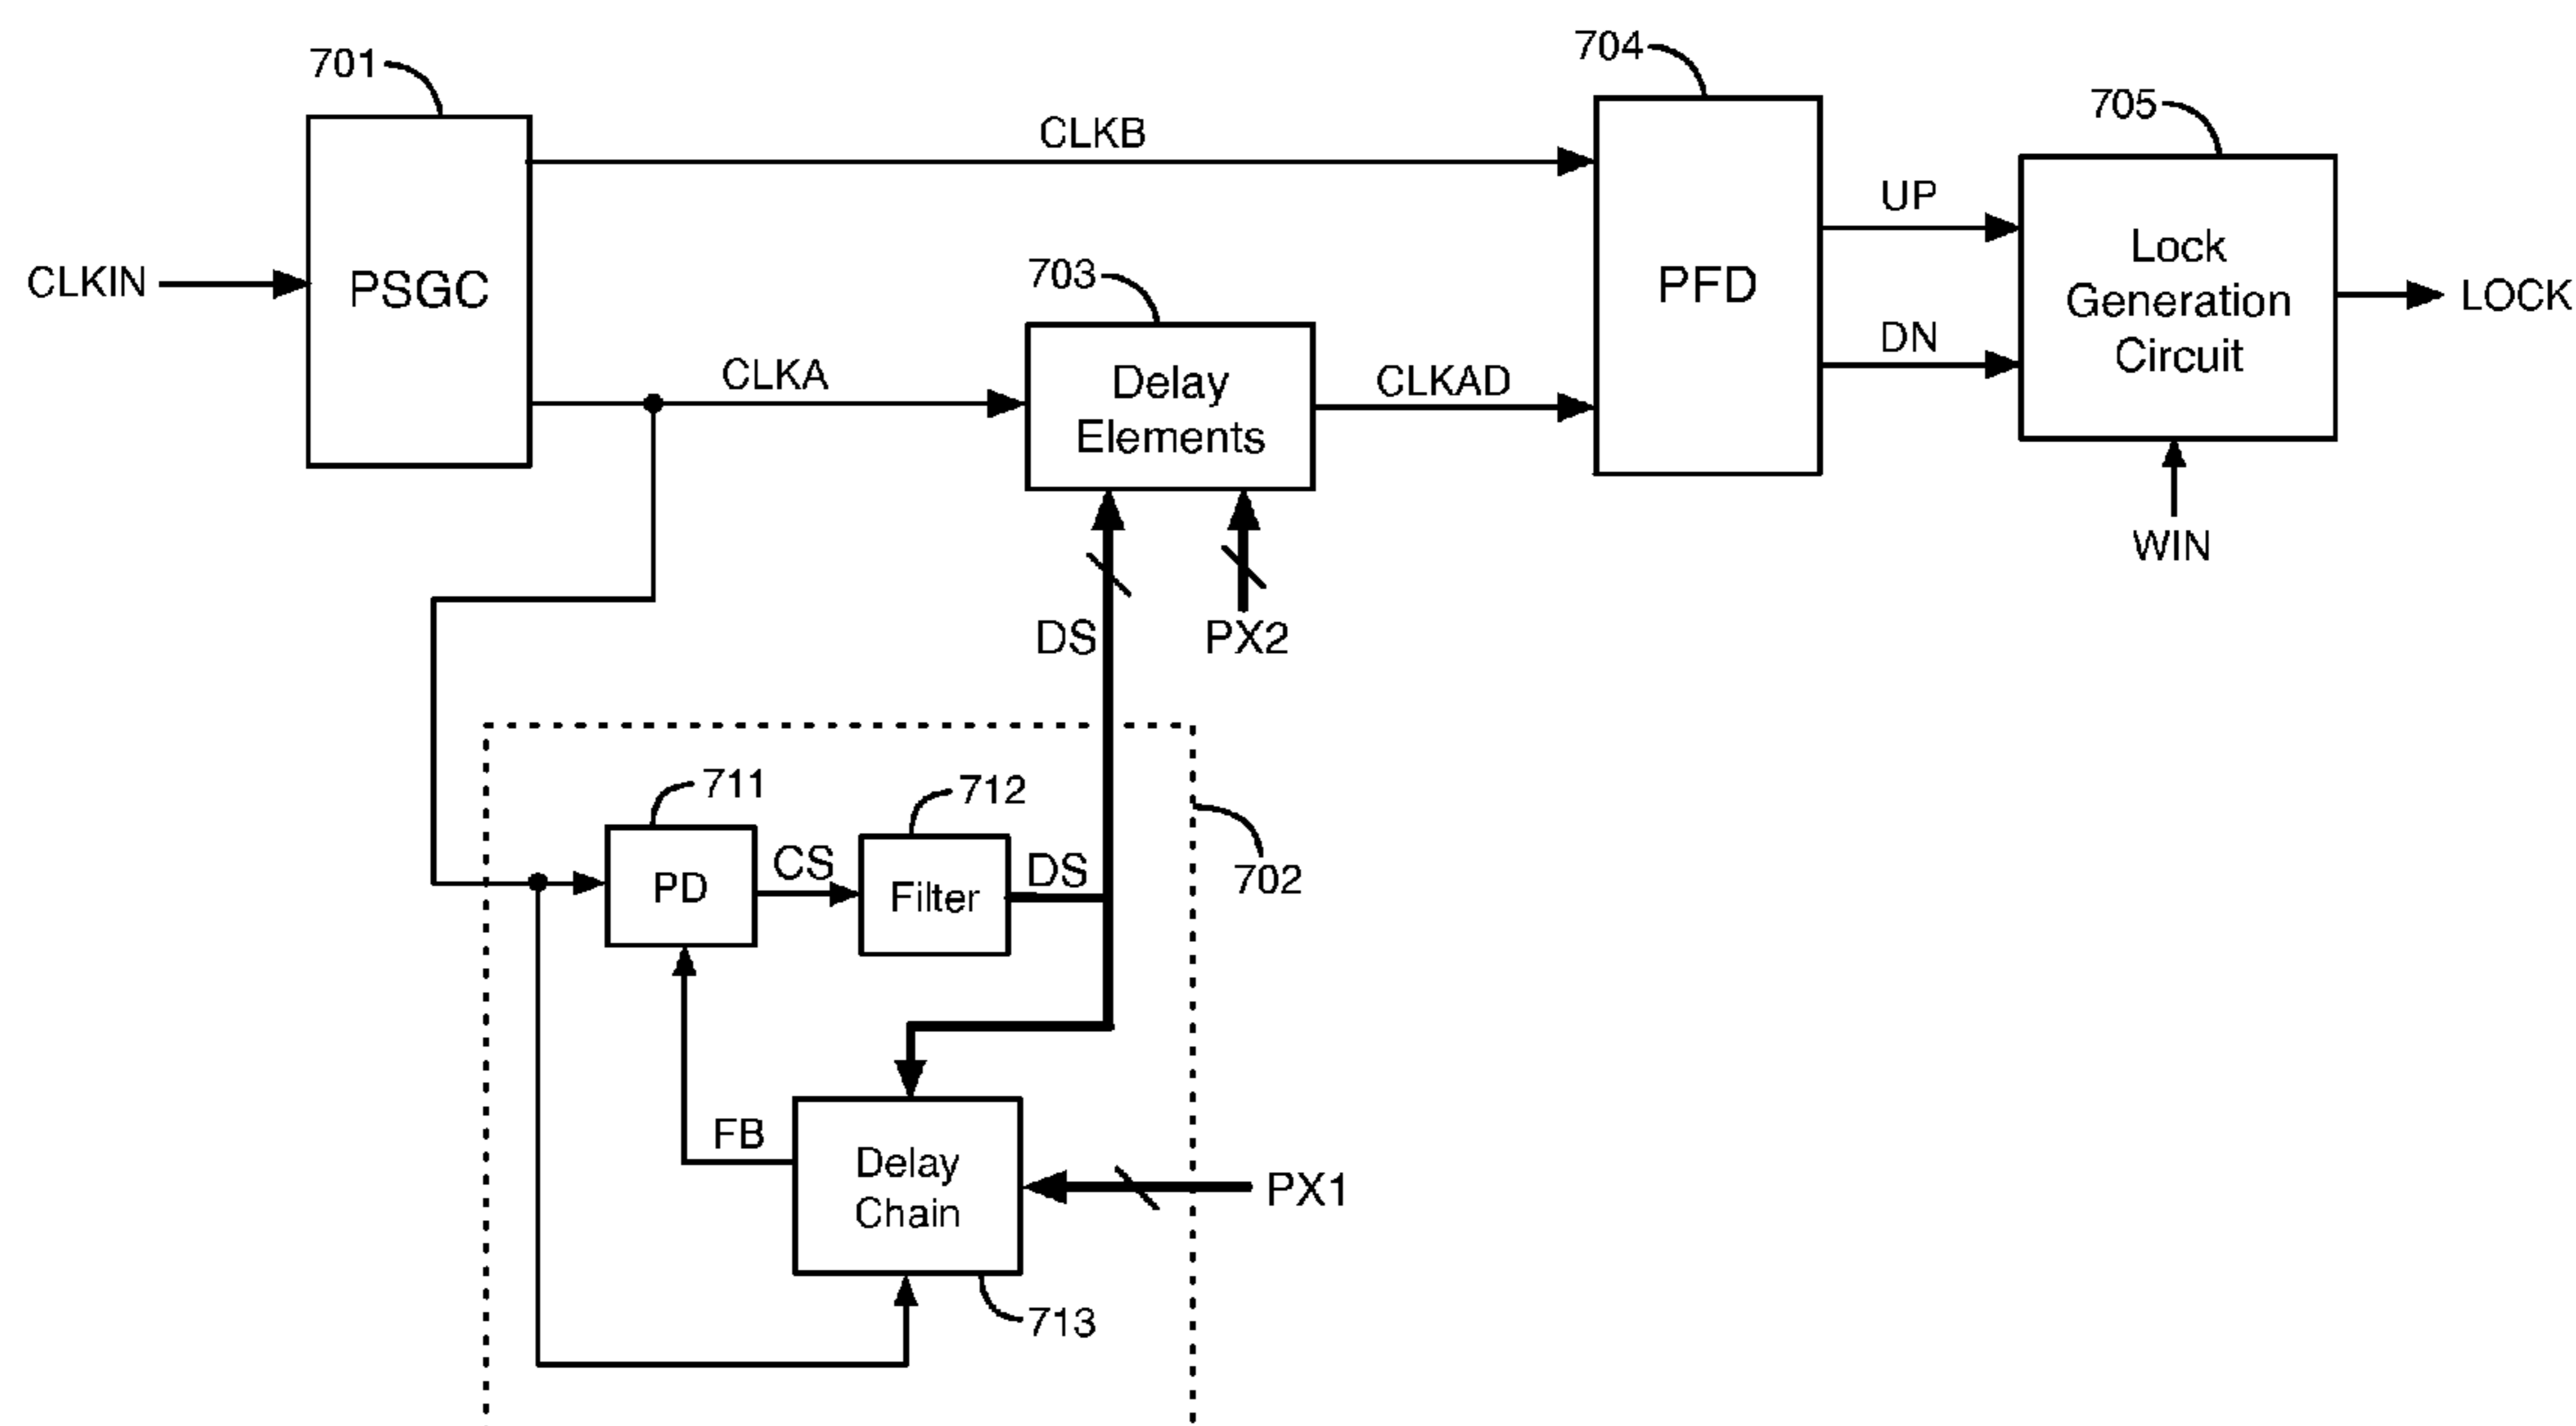 704
701
705
CLKB
UP
Lock
Generation
Circuit
703
CLKIN
PSGC
PFD
LOCK
DN
CLKA
Delay
Elements
CLKAD
WIN
DS
PX2
711
712
CS
DS
702
PD
Filter
FB
Delay
Chain
PX1
713